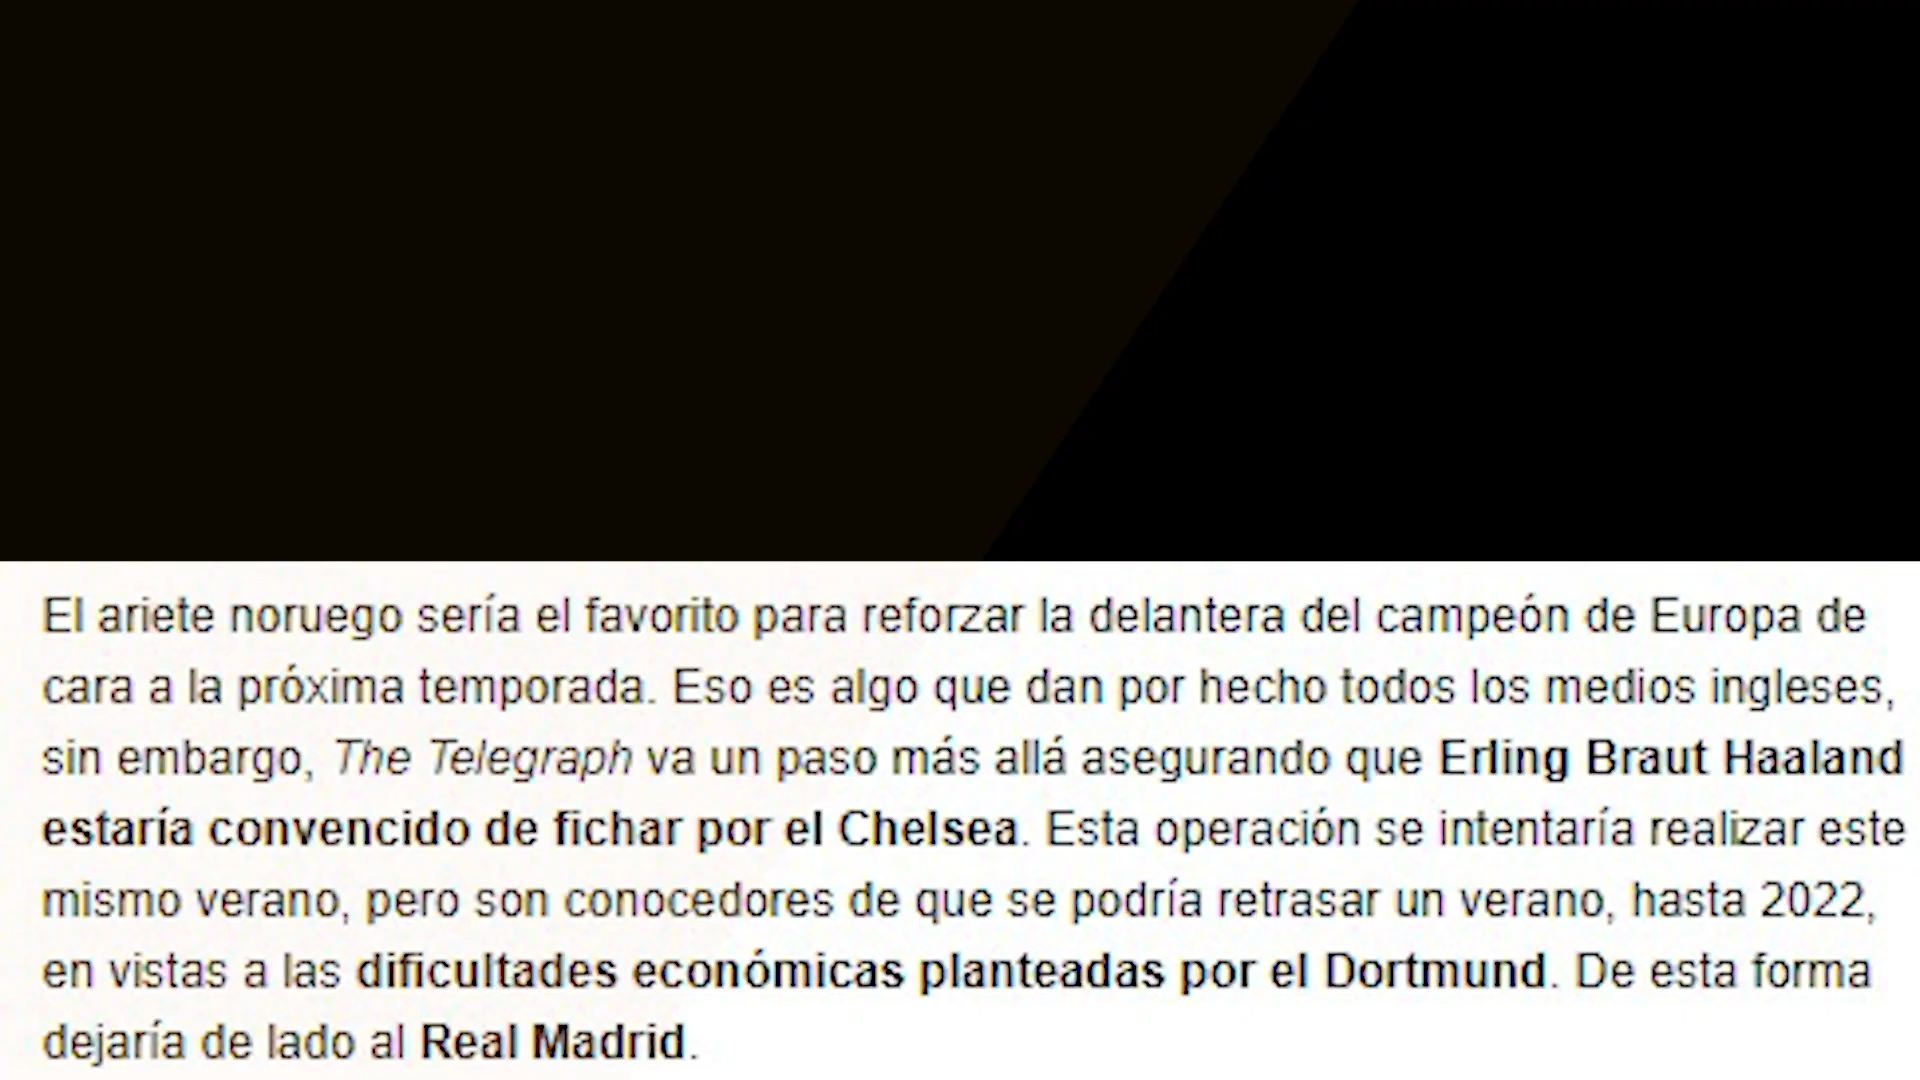 El ariete noruego sería el favorito para reforzar la delantera del campeón de Europa de
cara a la próxima temporada. Eso es algo que dan por hecho todos los medios ingleses,
sin embargo, The Telegraph va un paso más allá asegurando que Erling Braut Haaland
estaría convencido de fichar por el Chelsea. Esta operación se intentaría realizar este
mismo verano, pero son conocedores de que se podría retrasar un verano, hasta 2022,
en vistas a las dificultades económicas planteadas por el Dortmund. De esta forma
dejaría de lado al Real Madrid.